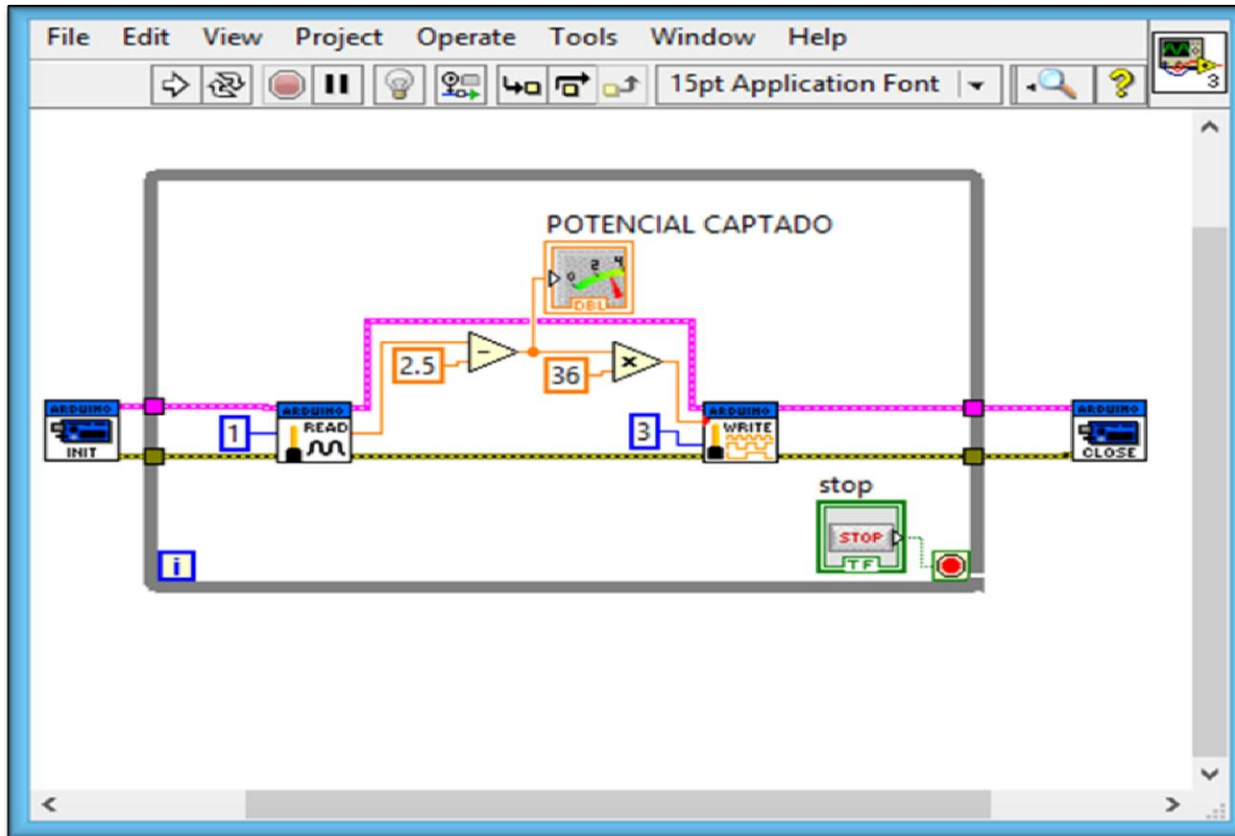 File Edit View Project Operate Tools Window Help
15pt Application Font
3
POTENCIAL CAPTADO
0 2 4
DBL
2.5
36
ARDUINO
INIT
1
ARDUINO
READ
3
ARDUINO
WRITE
ARDUINO
CLOSE
stop
STOP
TF
i